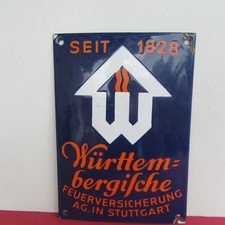 SEIT 1828
W
Württem-
bergische
FEUERVERSICHERUNG
AG. IN STUTTGART